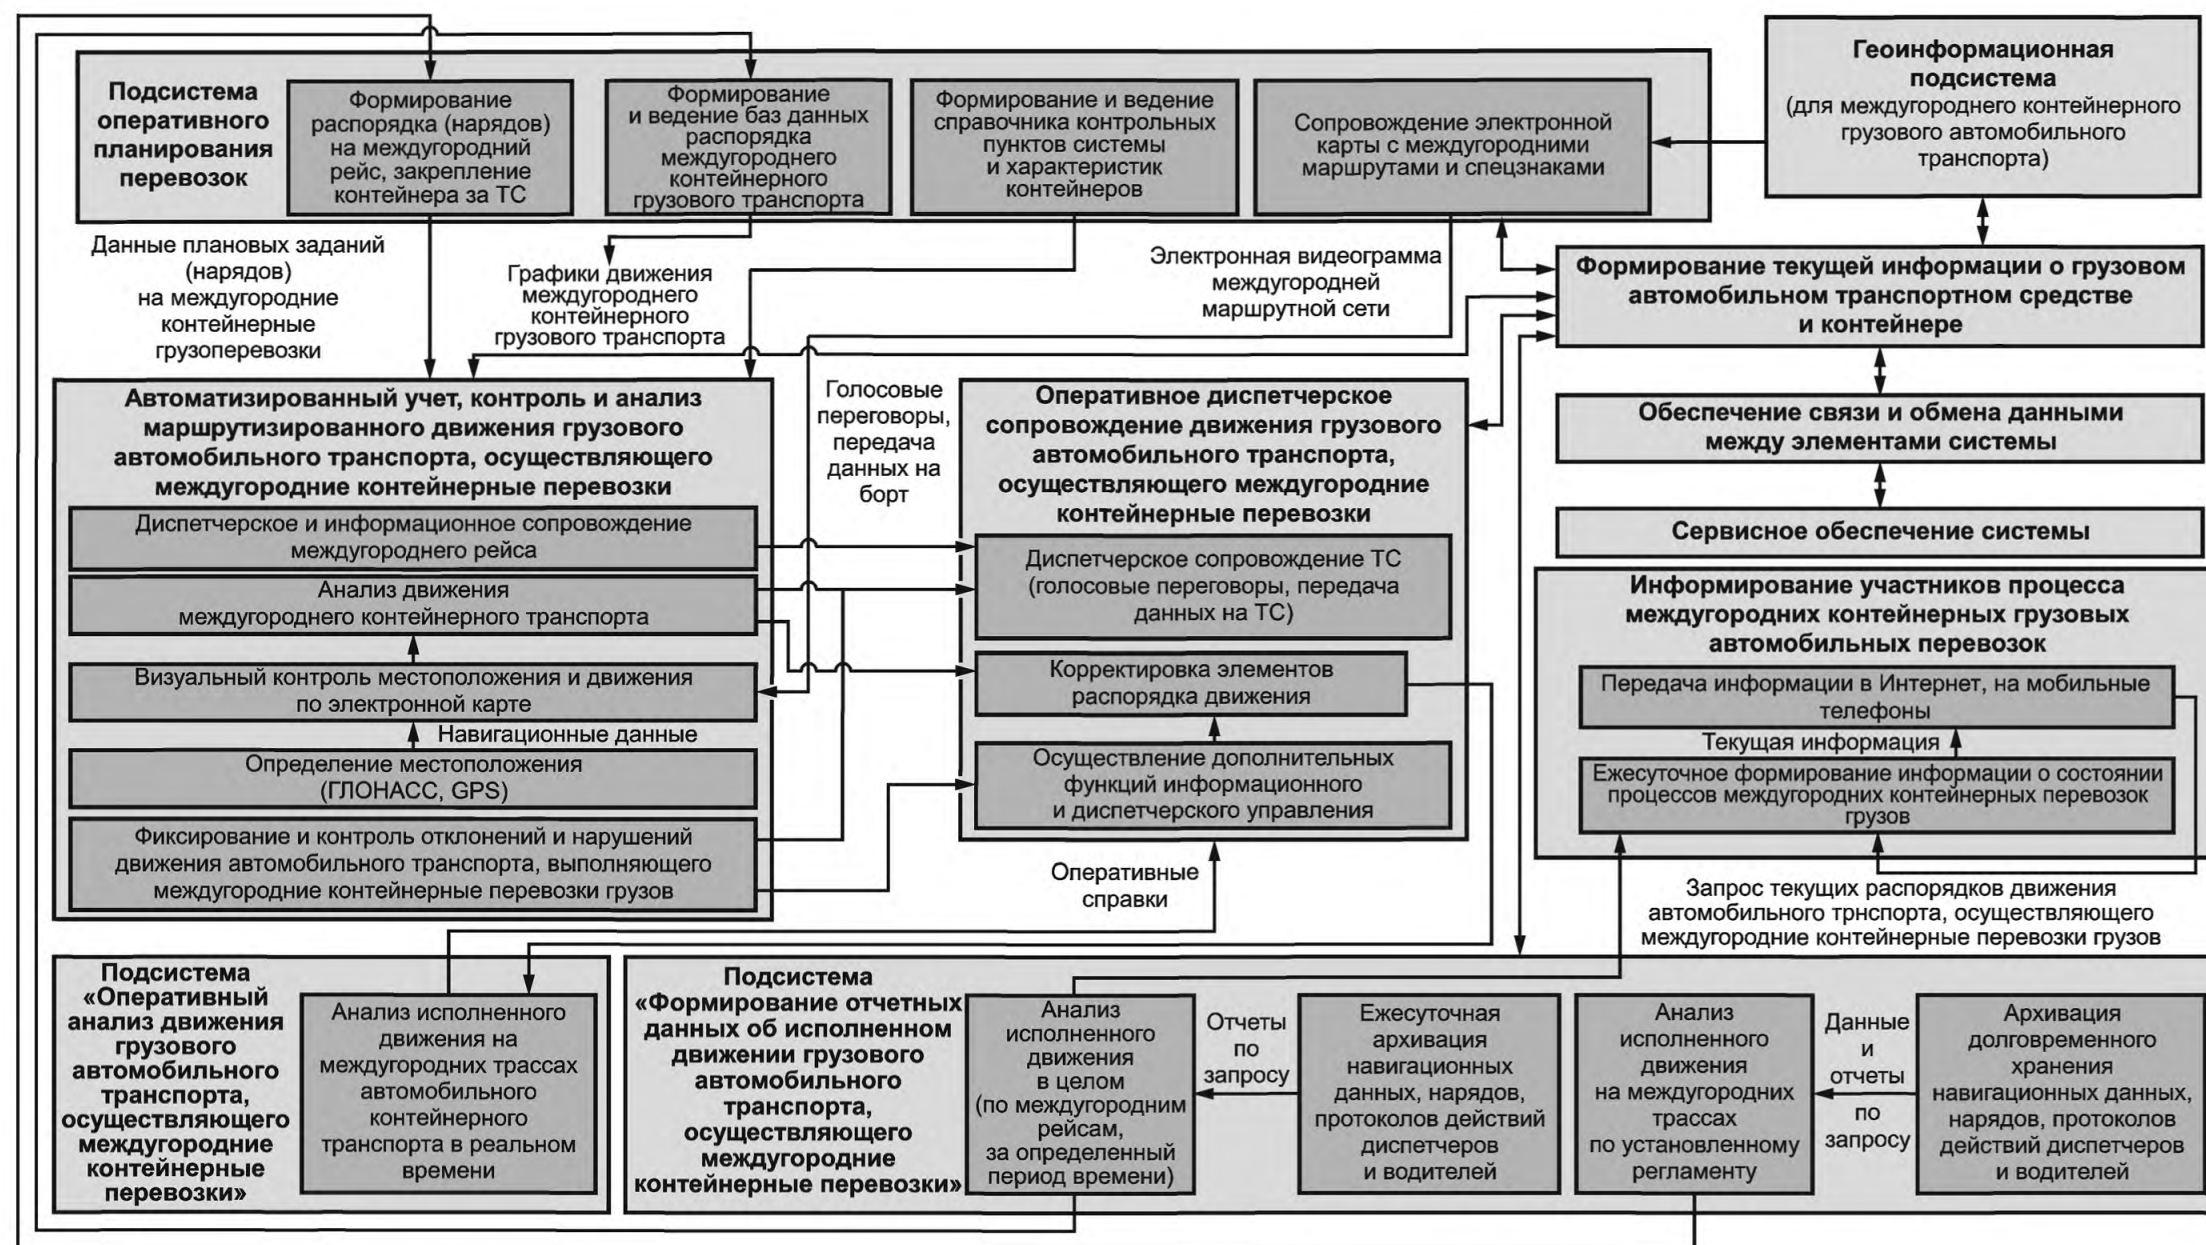 Подсистема
оперативного
планирования
перевозок
Формирование
распорядка (нарядов)
на междугородний
рейс, закрепление
контейнера за ТС
Формирование
и ведение баз данных
распорядка
междугороднего
контейнерного
грузового транспорта
Формирование и ведение
справочника контрольных
пунктов системы
и характеристик
контейнеров
Сопровождение электронной
карты с междугородними
маршрутами и спецзнаками
Геоинформационная
подсистема
(для междугороднего контейнерного
грузового автомобильного
транспорта)
Данные плановых заданий
(нарядов)
на междугородние
контейнерные
грузоперевозки
Графики движения
междугороднего
контейнерного
грузового транспорта
Электронная видеограмма
междугородней
маршрутной сети
Формирование текущей информации о грузовом
автомобильном транспортном средстве
и контейнере
Обеспечение связи и обмена данными
между элементами системы
Сервисное обеспечение системы
Автоматизированный учет, контроль и анализ
маршрутизированного движения грузового
автомобильного транспорта, осуществляющего
междугородние контейнерные перевозки
Диспетчерское и информационное сопровождение
междугороднего рейса
Анализ движения
междугороднего контейнерного транспорта
Визуальный контроль местоположения и движения
по электронной карте
Навигационные данные
Определение местоположения
(ГЛОНАСС, GPS)
Фиксирование и контроль отклонений и нарушений
движения автомобильного транспорта, выполняющего
междугородние контейнерные перевозки грузов
Голосовые
переговоры,
передача
данных на
борт
Оперативное диспетчерское
сопровождение движения грузового
автомобильного транспорта,
осуществляющего междугородние
контейнерные перевозки
Диспетчерское сопровождение ТС
(голосовые переговоры, передача
данных на ТС)
Корректировка элементов
распорядка движения
Осуществление дополнительных
функций информационного
и диспетчерского управления
Оперативные
справки
Информирование участников процесса
междугородних контейнерных грузовых
автомобильных перевозок
Передача информации в Интернет, на мобильные
телефоны
Текущая информация
Ежесуточное формирование информации о состоянии
процессов междугородних контейнерных перевозок
грузов
Запрос текущих распорядков движения
автомобильного трнспорта, осуществляющего
междугородние контейнерные перевозки грузов
Подсистема
«Оперативный
анализ движения
грузового
автомобильного
транспорта,
осуществляющего
междугородние
контейнерные
перевозки»
Анализ исполненного
движения на
междугородних трассах
автомобильного
контейнерного
транспорта в реальном
времени
Подсистема
«Формирование отчетных
данных об исполненном
движении грузового
автомобильного
транспорта,
осуществляющего
междугородние
контейнерные перевозки»
Анализ
исполненного
движения
в целом
(по междугородним
рейсам,
за определенный
период времени)
Отчеты
по
запросу
Ежесуточная
архивация
навигационных
данных, нарядов,
протоколов действий
диспетчеров
и водителей
Анализ
исполненного
движения
на междугородних
трассах
по установленному
регламенту
Данные
и
отчеты
по
запросу
Архивация
долговременного
хранения
навигационных данных,
нарядов, протоколов
действий диспетчеров
и водителей